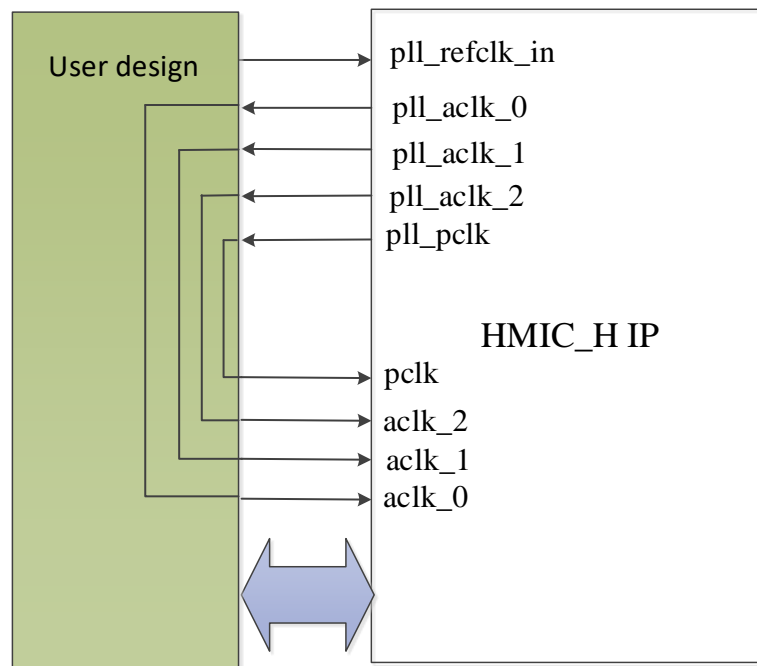 User design
pll_refclk_in
pll_aclk_0
pll_aclk_1
pll_aclk_2
pll_pclk
HMIC_H IP
pclk
aclk_2
aclk_1
aclk_0